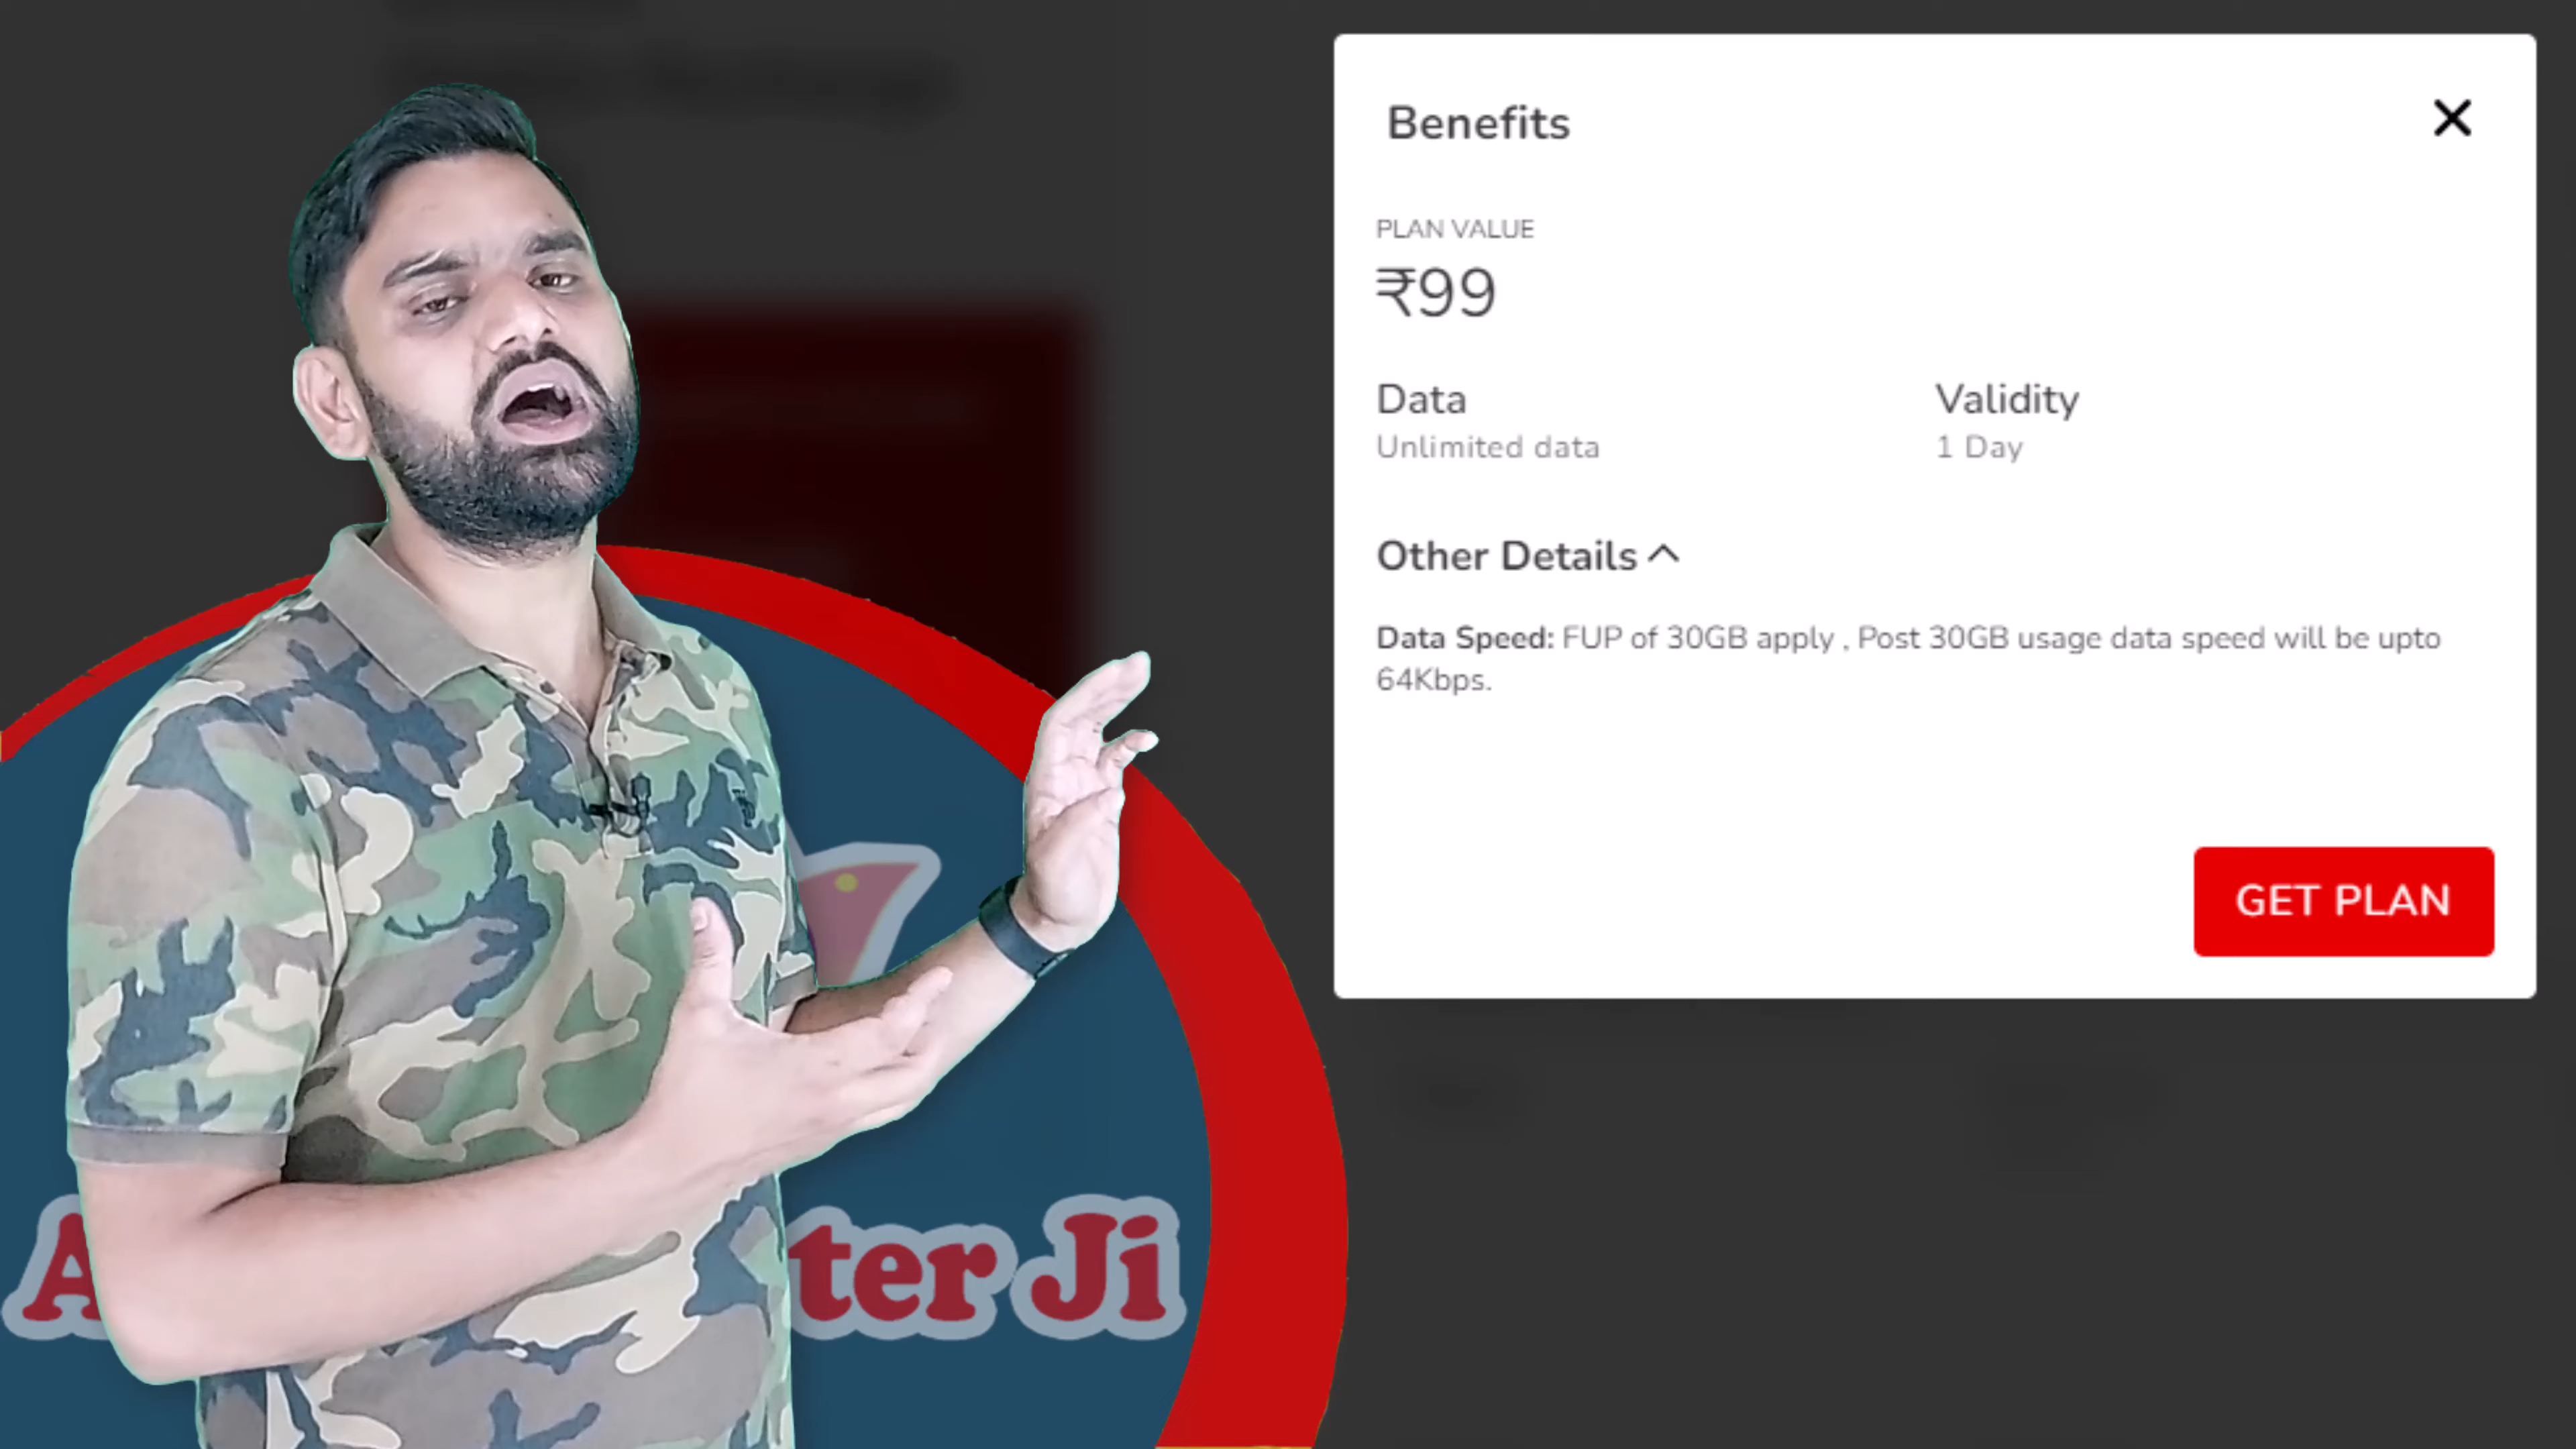 Benefits
PLAN VALUE
₹99
Data
Validity
Unlimited data
1 Day
Other Details
Data Speed: FUP of 30GB apply , Post 30GB usage data speed will be upto
64Kbps.
GET PLAN
Ji